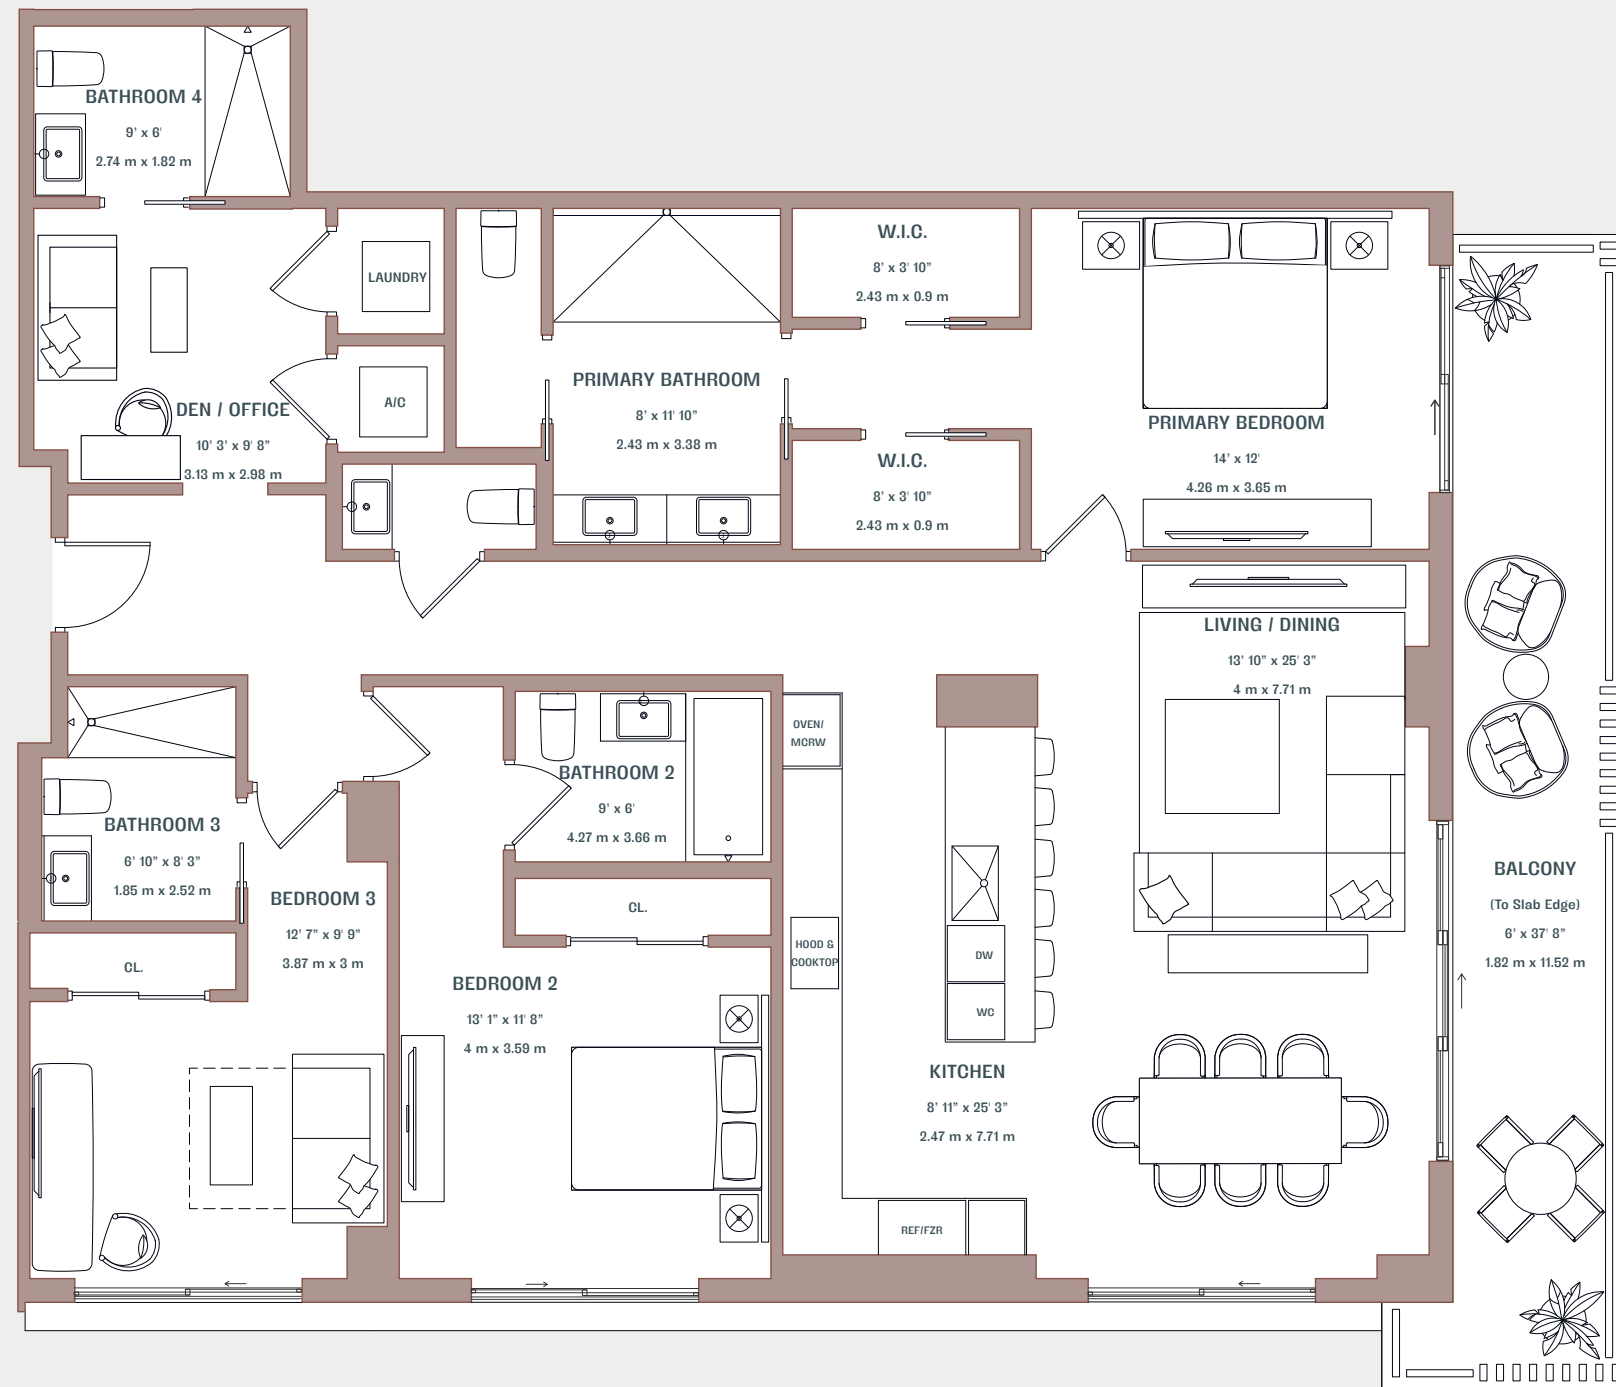 BATHROOM 4
9' x 6'
2.74 m x 1.82 m
LAUNDRY
A/C
DEN / OFFICE
10' 3' x 9' 8"
3.13 m x 2.98 m
PRIMARY BATHROOM
8' x 11' 10"
2.43 m x 3.38 m
W.I.C.
8' x 3' 10"
2.43 m x 0.9 m
W.I.C.
8' x 3' 10"
2.43 m x 0.9 m
PRIMARY BEDROOM
14' x 12'
4.26 m x 3.65 m
LIVING / DINING
13' 10" x 25' 3"
4 m x 7.71 m
OVEN/
MCRW
BATHROOM 2
9' x 6'
4.27 m x 3.66 m
BATHROOM 3
6' 10" x 8' 3"
1.85 m x 2.52 m
BEDROOM 3
12' 7" x 9' 9"
3.87 m x 3 m
CL.
CL.
BEDROOM 2
13' 1" x 11' 8"
4 m x 3.59 m
HOOD &
COOKTOP
DW
WC
KITCHEN
8' 11" x 25' 3"
2.47 m x 7.71 m
REF/FZR
BALCONY
(To Slab Edge)
6' x 37' 8"
1.82 m x 11.52 m